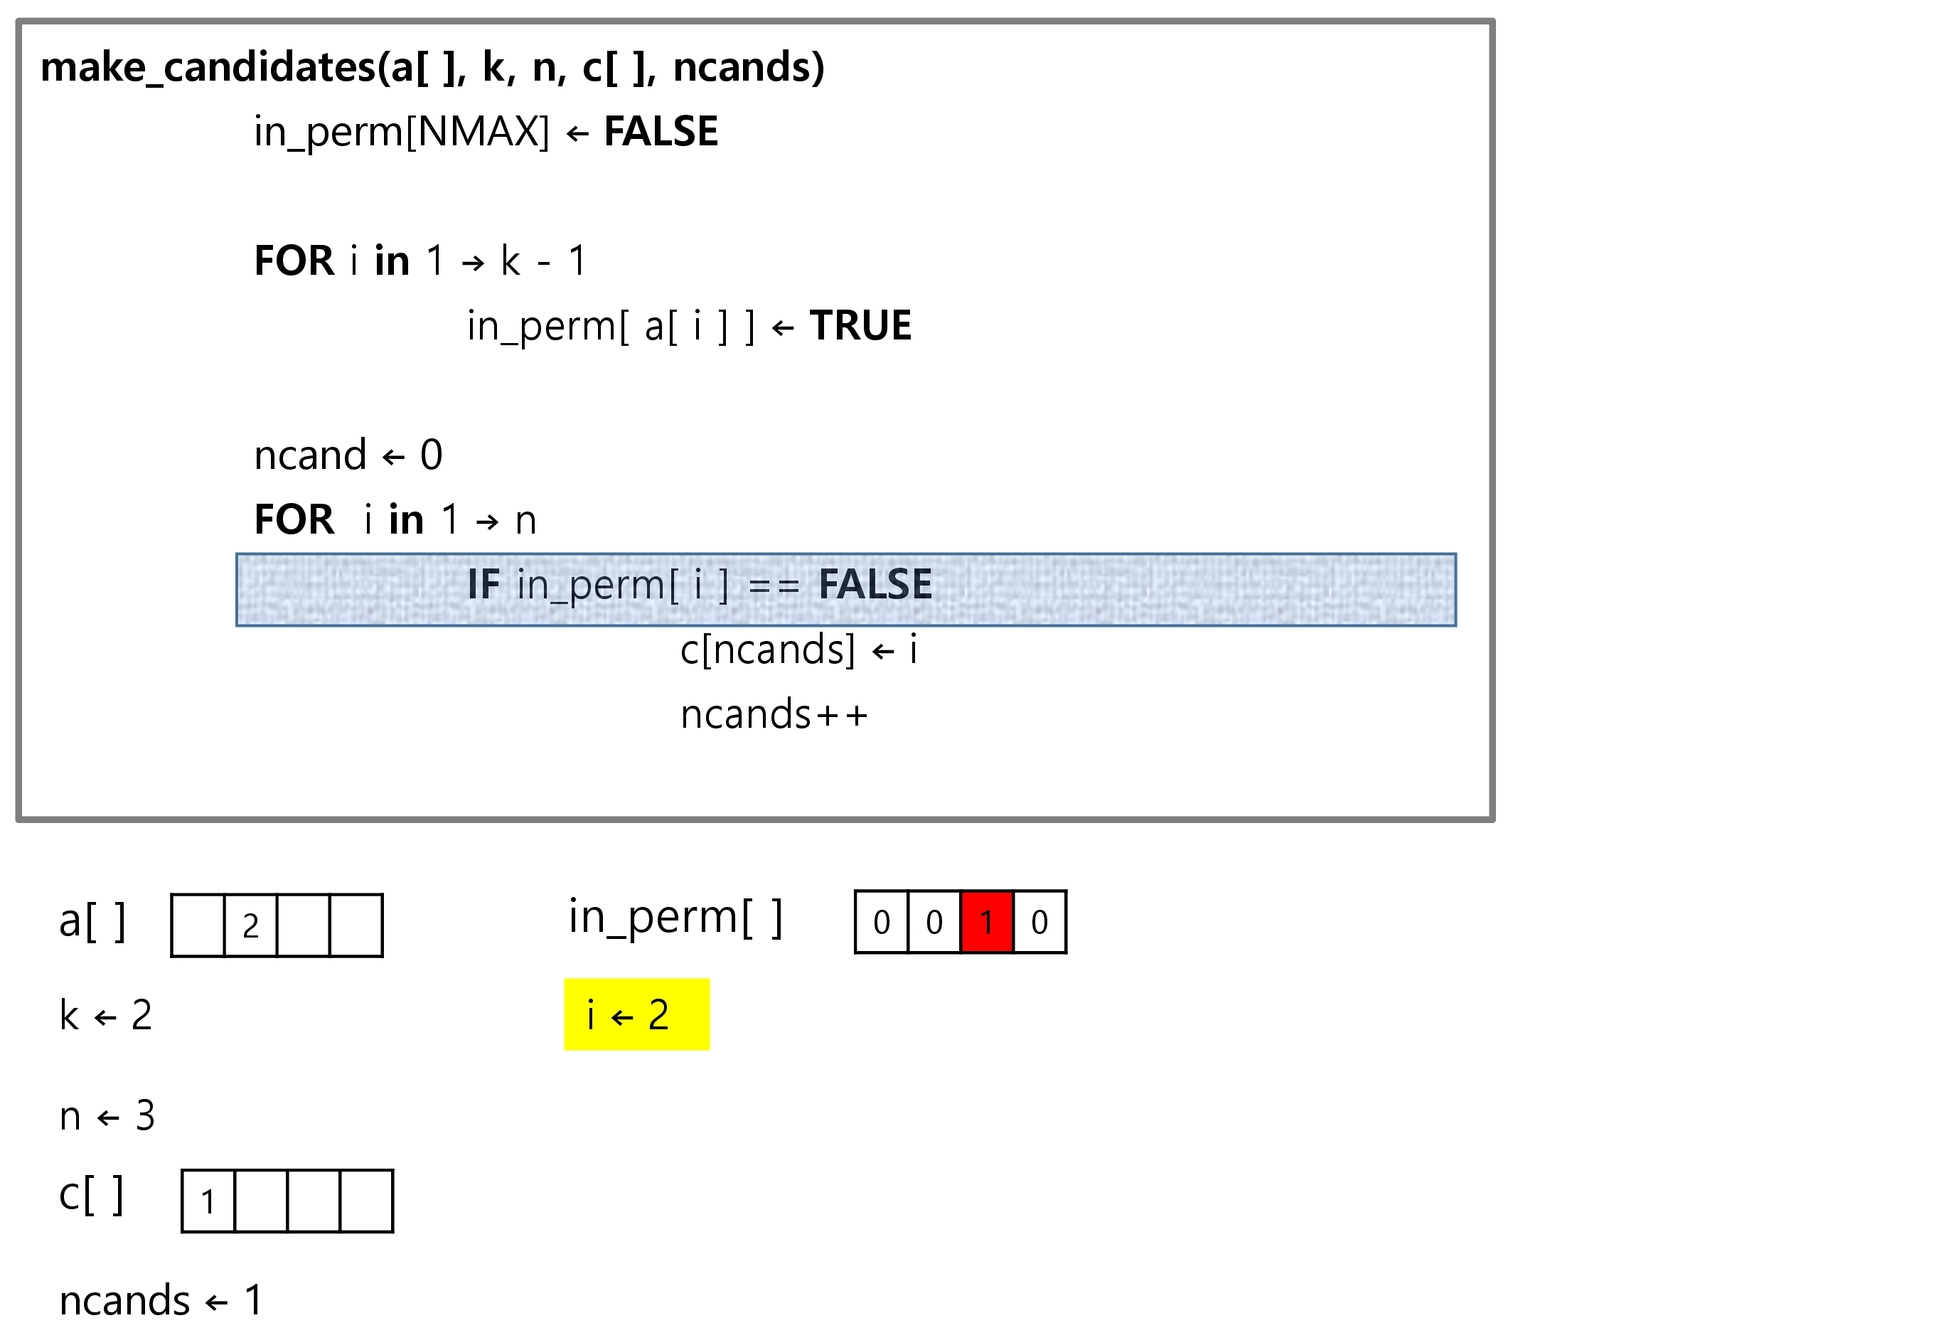 make_candidates(a[ ], k, n, c[ ], ncands)
in_perm[NMAX] ← FALSE
FOR i in 1 → k - 1
in_perm[ a[ i ] ] ← TRUE
ncand ← 0
FOR i in 1 → n
IF in_perm[ i ] == FALSE
c[ncands] ← i
ncands++
a[ ] 2 in_perm[ ] 0 0 1 0
k ← 2 i ← 2
n ← 3
c[ ] 1
ncands ← 1